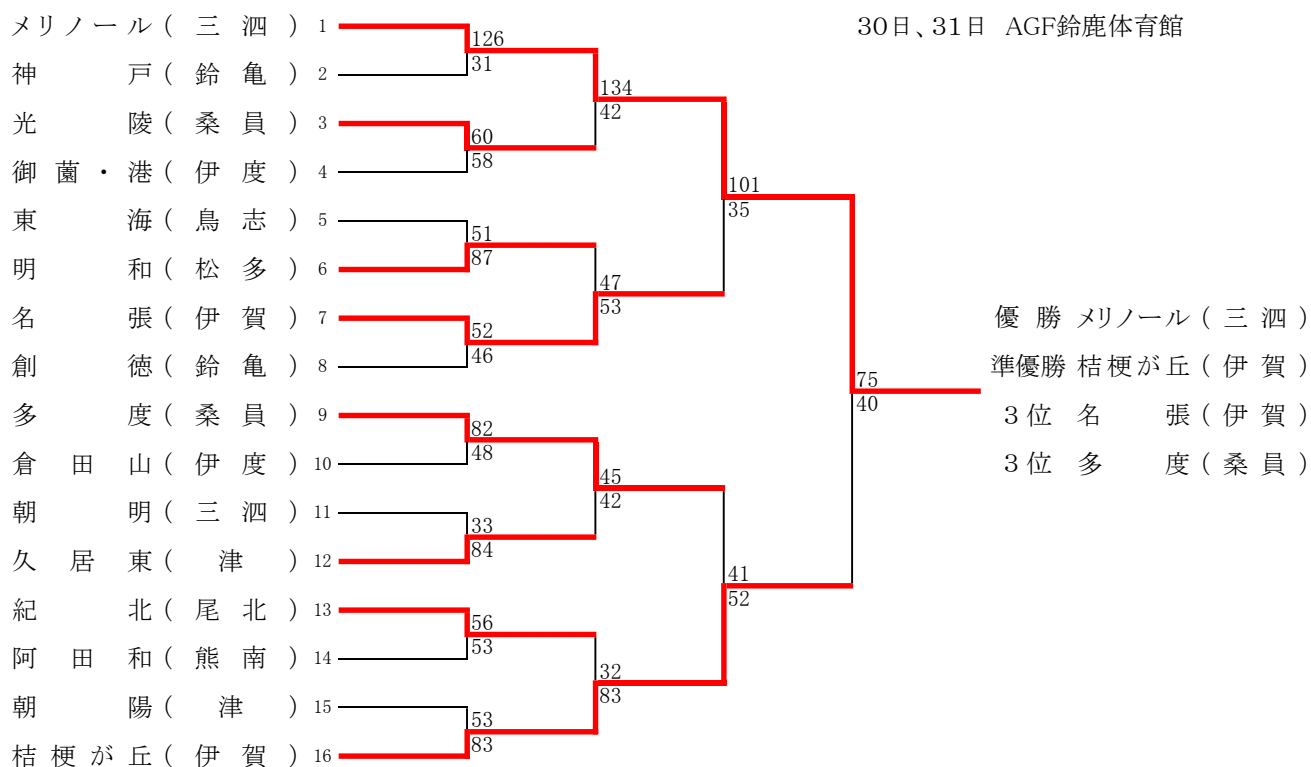 メリノール(三泗) 1
30日、31日 AGF鈴鹿体育館
126
31
神戸(鈴亀) 2
134
42
光陵(桑員) 3
60
58
御薗・港(伊度) 4
101
35
東海(鳥志) 5
51
87
明和(松多) 6
47
53
名張(伊賀) 7
52
46
創徳(鈴亀) 8
優勝 メリノール(三泗)
準優勝 桔梗が丘(伊賀)
3位 名張(伊賀)
3位 多度(桑員)
75
40
多度(桑員) 9
82
48
倉田山(伊度) 10
45
42
朝明(三泗) 11
33
84
久居東(津) 12
41
52
紀北(尾北) 13
56
53
阿田和(熊南) 14
32
83
朝陽(津) 15
53
83
桔梗が丘(伊賀) 16